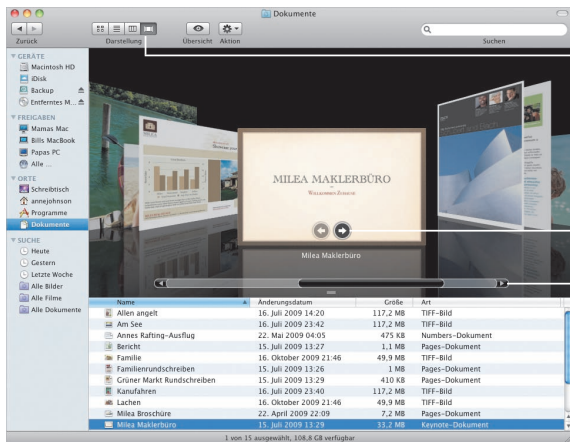 Dokumente
Zurück
Darstellung
Übersicht
Aktion
Suchen
GERÄTE
Macintosh HD
iDisk
Backup
Entferntes M...
FREIGABEN
Mamas Mac
Bills MacBook
Papas PC
Alle ...
ORTE
Schreibtisch
annejohnson
Programme
Dokumente
SUCHE
Heute
Gestern
Letzte Woche
Alle Bilder
Alle Filme
Alle Dokumente
MILEA MAKLERBÜRO
Milea Maklerbüro
Name Änderungsdatum Größe Art
Allen angelt 16. Juli 2009 14:20 117,2 MB TIFF-Bild
Am See 16. Juli 2009 23:42 117,2 MB TIFF-Bild
Annes Rafting-Ausflug 22. Mai 2009 04:05 475 KB Numbers-Dokument
Bericht 15. Juli 2009 13:27 1,1 MB Pages-Dokument
Familie 16. Oktober 2009 21:46 49,9 MB TIFF-Bild
Familienrundschreiben 15. Juli 2009 13:26 1 MB Pages-Dokument
Grüner Markt Rundschreiben 15. Juli 2009 13:29 410 KB Pages-Dokument
Kanufahren 16. Juli 2009 23:40 117,2 MB TIFF-Bild
Lachen 16. Oktober 2009 21:46 49,9 MB TIFF-Bild
Milea Broschüre 22. April 2009 22:09 7,2 MB Pages-Dokument
Milea Maklerbüro 15. Juli 2009 13:29 33,2 MB Keynote-Dokument
1 von 15 ausgewählt, 108,8 GB verfügbar